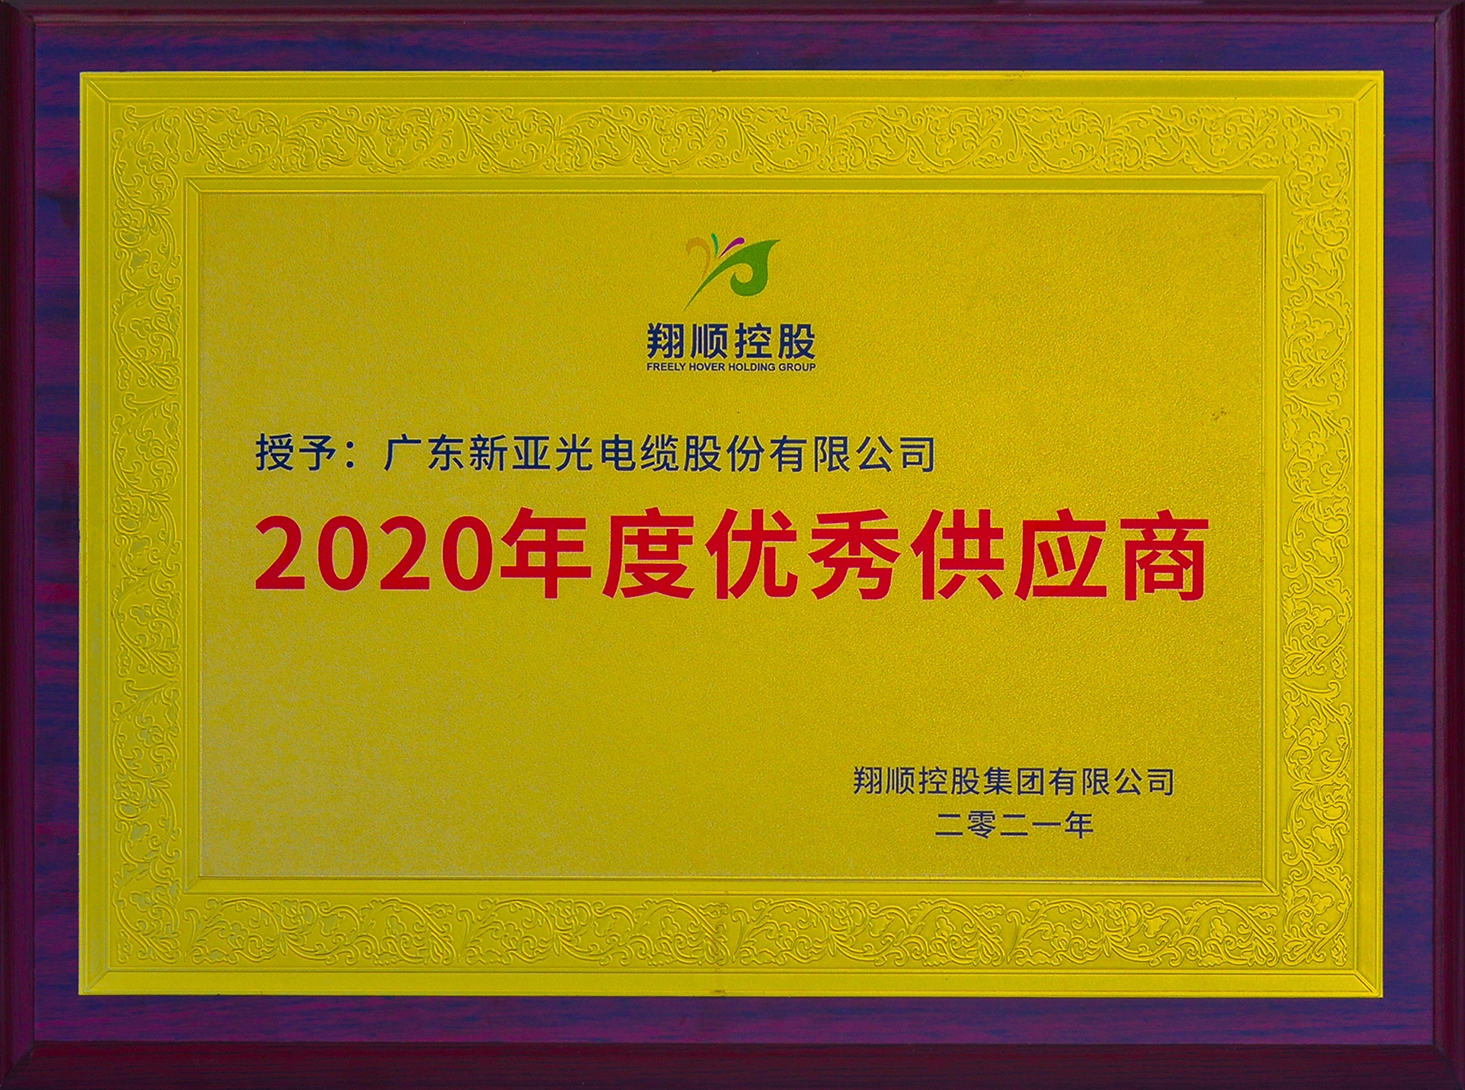 翔顺控股
FREELY HOVER HOLDING GROUP
授予：广东新亚光电缆股份有限公司
2020年度优秀供应商
翔顺控股集团有限公司
二零二一年